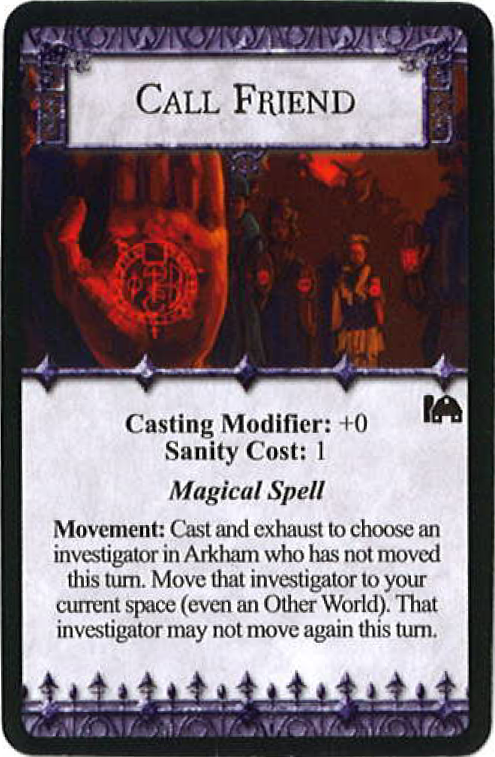 CALL FRIEND
Casting Modifier: +0
Sanity Cost: 1
Magical Spell
Movement: Cast and exhaust to choose an
investigator in Arkham who has not moved
this turn. Move that investigator to your
current space (even an Other World). That
investigator may not move again this turn.